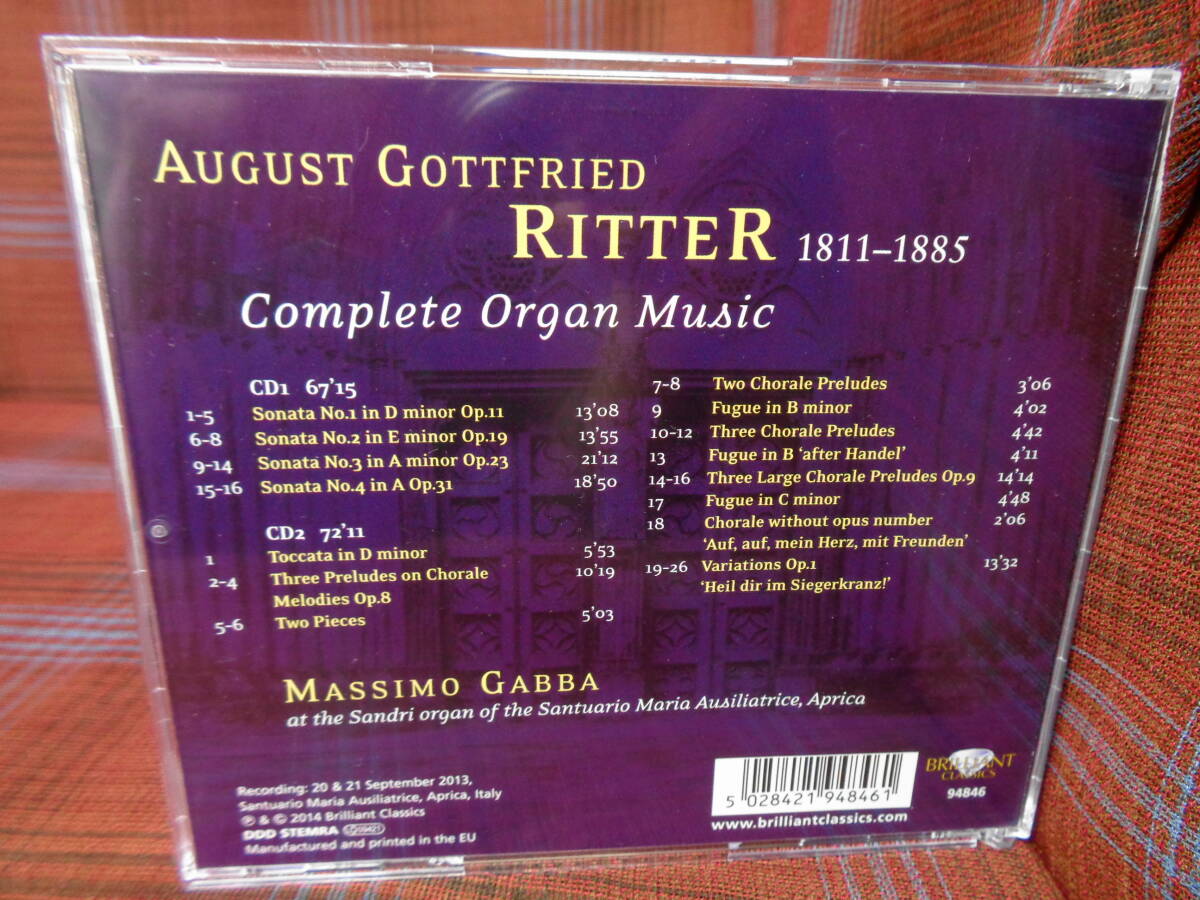 AUGUST GOTTFRIED
RITTER 1811–1885
Complete Organ Music
CD1 67'15
1-5 Sonata No.1 in D minor Op.11 13'08
6-8 Sonata No.2 in E minor Op.19 13'55
9-14 Sonata No.3 in A minor Op.23 21'12
15-16 Sonata No.4 in A Op.31 18'50
CD2 72'11
1 Toccata in D minor 5'53
2-4 Three Preludes on Chorale 10'19
Melodies Op.8
5-6 Two Pieces 5'03
7-8 Two Chorale Preludes 3'06
9 Fugue in B minor 4'02
10-12 Three Chorale Preludes 4'42
13 Fugue in B 'after Handel' 4'11
14-16 Three Large Chorale Preludes Op.9 14'14
17 Fugue in C minor 4'48
18 Chorale without opus number 2'06
'Auf, auf, mein Herz, mit Freunden'
19-26 Variations Op.1 13'32
'Heil dir im Siegerkranz!'
MASSIMO GABBA
at the Sandri organ of the Santuario Maria Ausiliatrice, Aprica
Recording: 20 & 21 September 2013,
Santuario Maria Ausiliatrice, Aprica, Italy
℗ & © 2014 Brilliant Classics
DDD STEMRA
Manufactured and printed in the EU
5 028421 948461
www.brilliantclassics.com
BRILLIANT
CLASSICS
94846